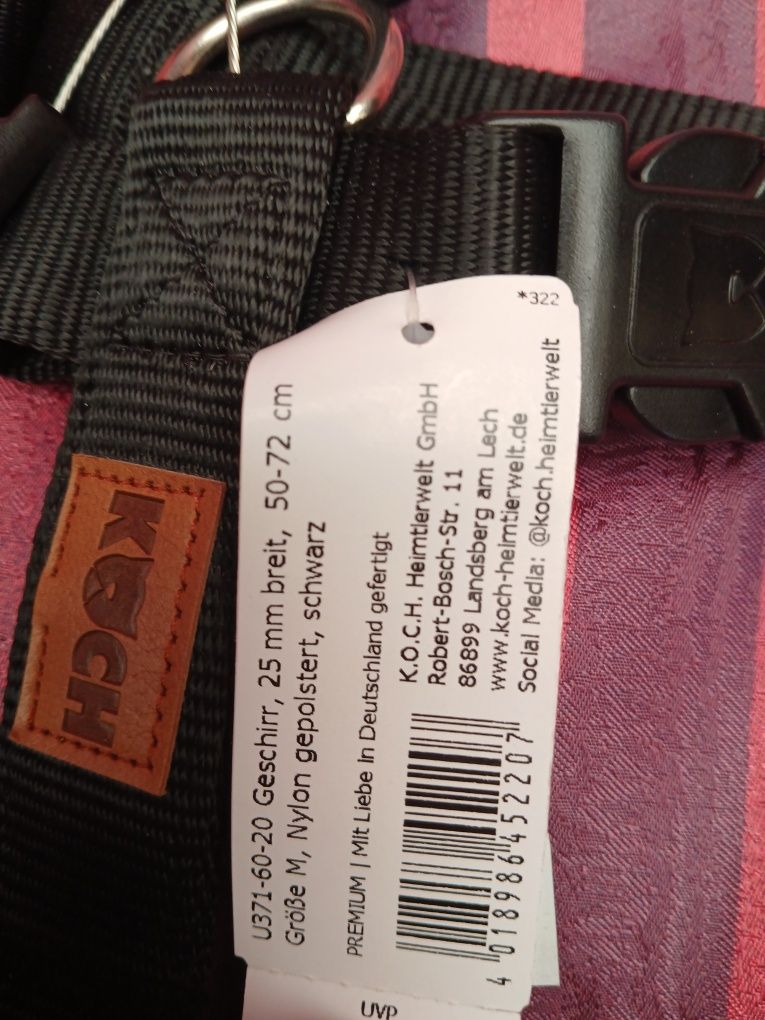 KOCH
*322
U371-60-20 Geschirr, 25 mm breit, 50-72 cm
Größe M, Nylon gepolstert, schwarz
PREMIUM | Mit Liebe in Deutschland gefertigt
K.O.C.H. Heimtierwelt GmbH
Robert-Bosch-Str. 11
86899 Landsberg am Lech
www.koch-heimtierwelt.de
Social Media: @koch.heimtierwelt
4 018986 452207
UVP